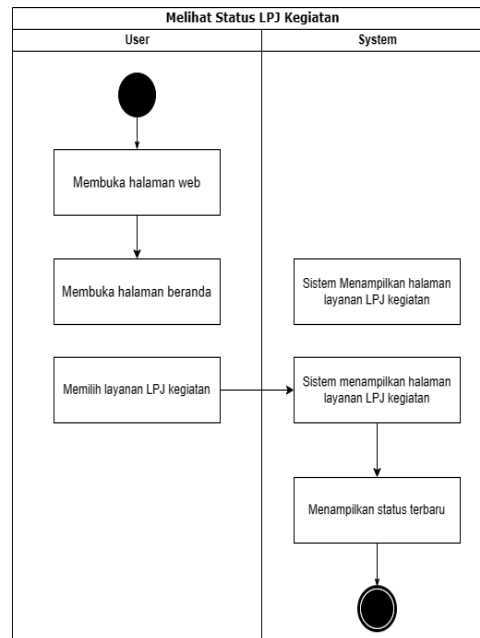 Melihat Status LPJ Kegiatan
User
System
Membuka halaman web
Membuka halaman beranda
Sistem Menampilkan halaman
layanan LPJ kegiatan
Memilih layanan LPJ kegiatan
Sistem menampilkan halaman
layanan LPJ kegiatan
Menampilkan status terbaru